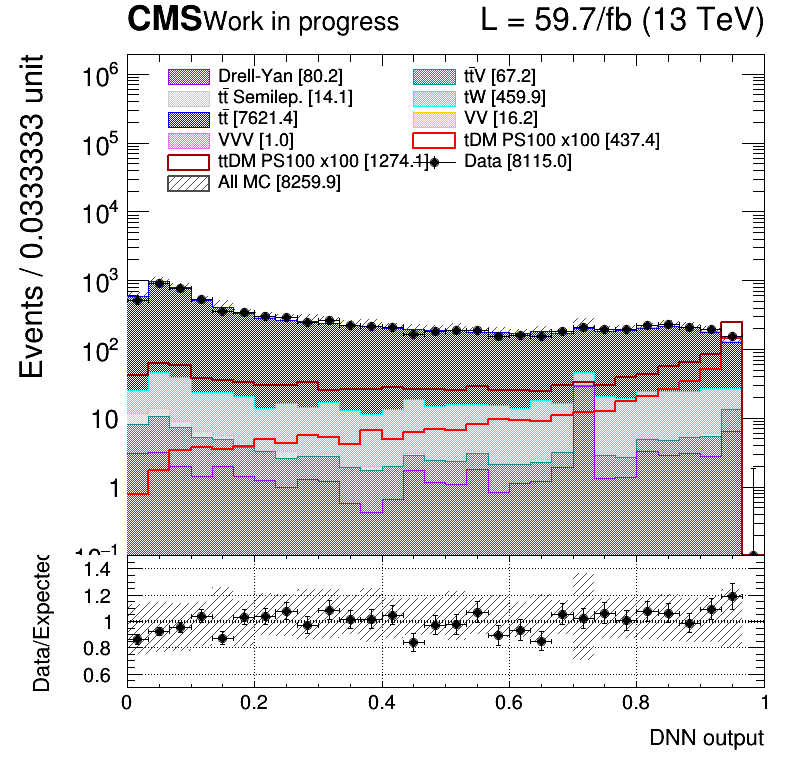 CMS Work in progress L = 59.7/fb (13 TeV)
Events / 0.0333333 unit
Drell-Yan [80.2] tt̄V [67.2]
tt̄ Semilep. [14.1] tW [459.9]
tt̄ [7621.4] VV [16.2]
VVV [1.0] tDM PS100 x100 [437.4]
ttDM PS100 x100 [1274.1] Data [8115.0]
All MC [8259.9]
10⁶
10⁵
10⁴
10³
10²
10
1
10⁻¹
Data/Expected
1.4
1.2
1
0.8
0.6
0 0.2 0.4 0.6 0.8 1
DNN output